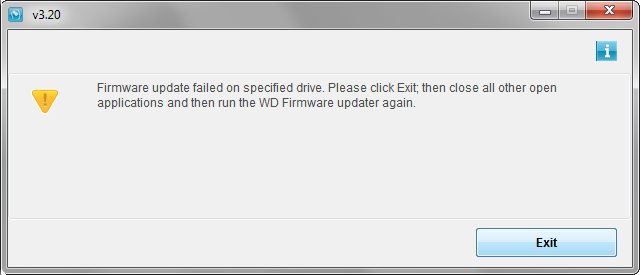 v3.20
Firmware update failed on specified drive. Please click Exit; then close all other open
applications and then run the WD Firmware updater again.
Exit